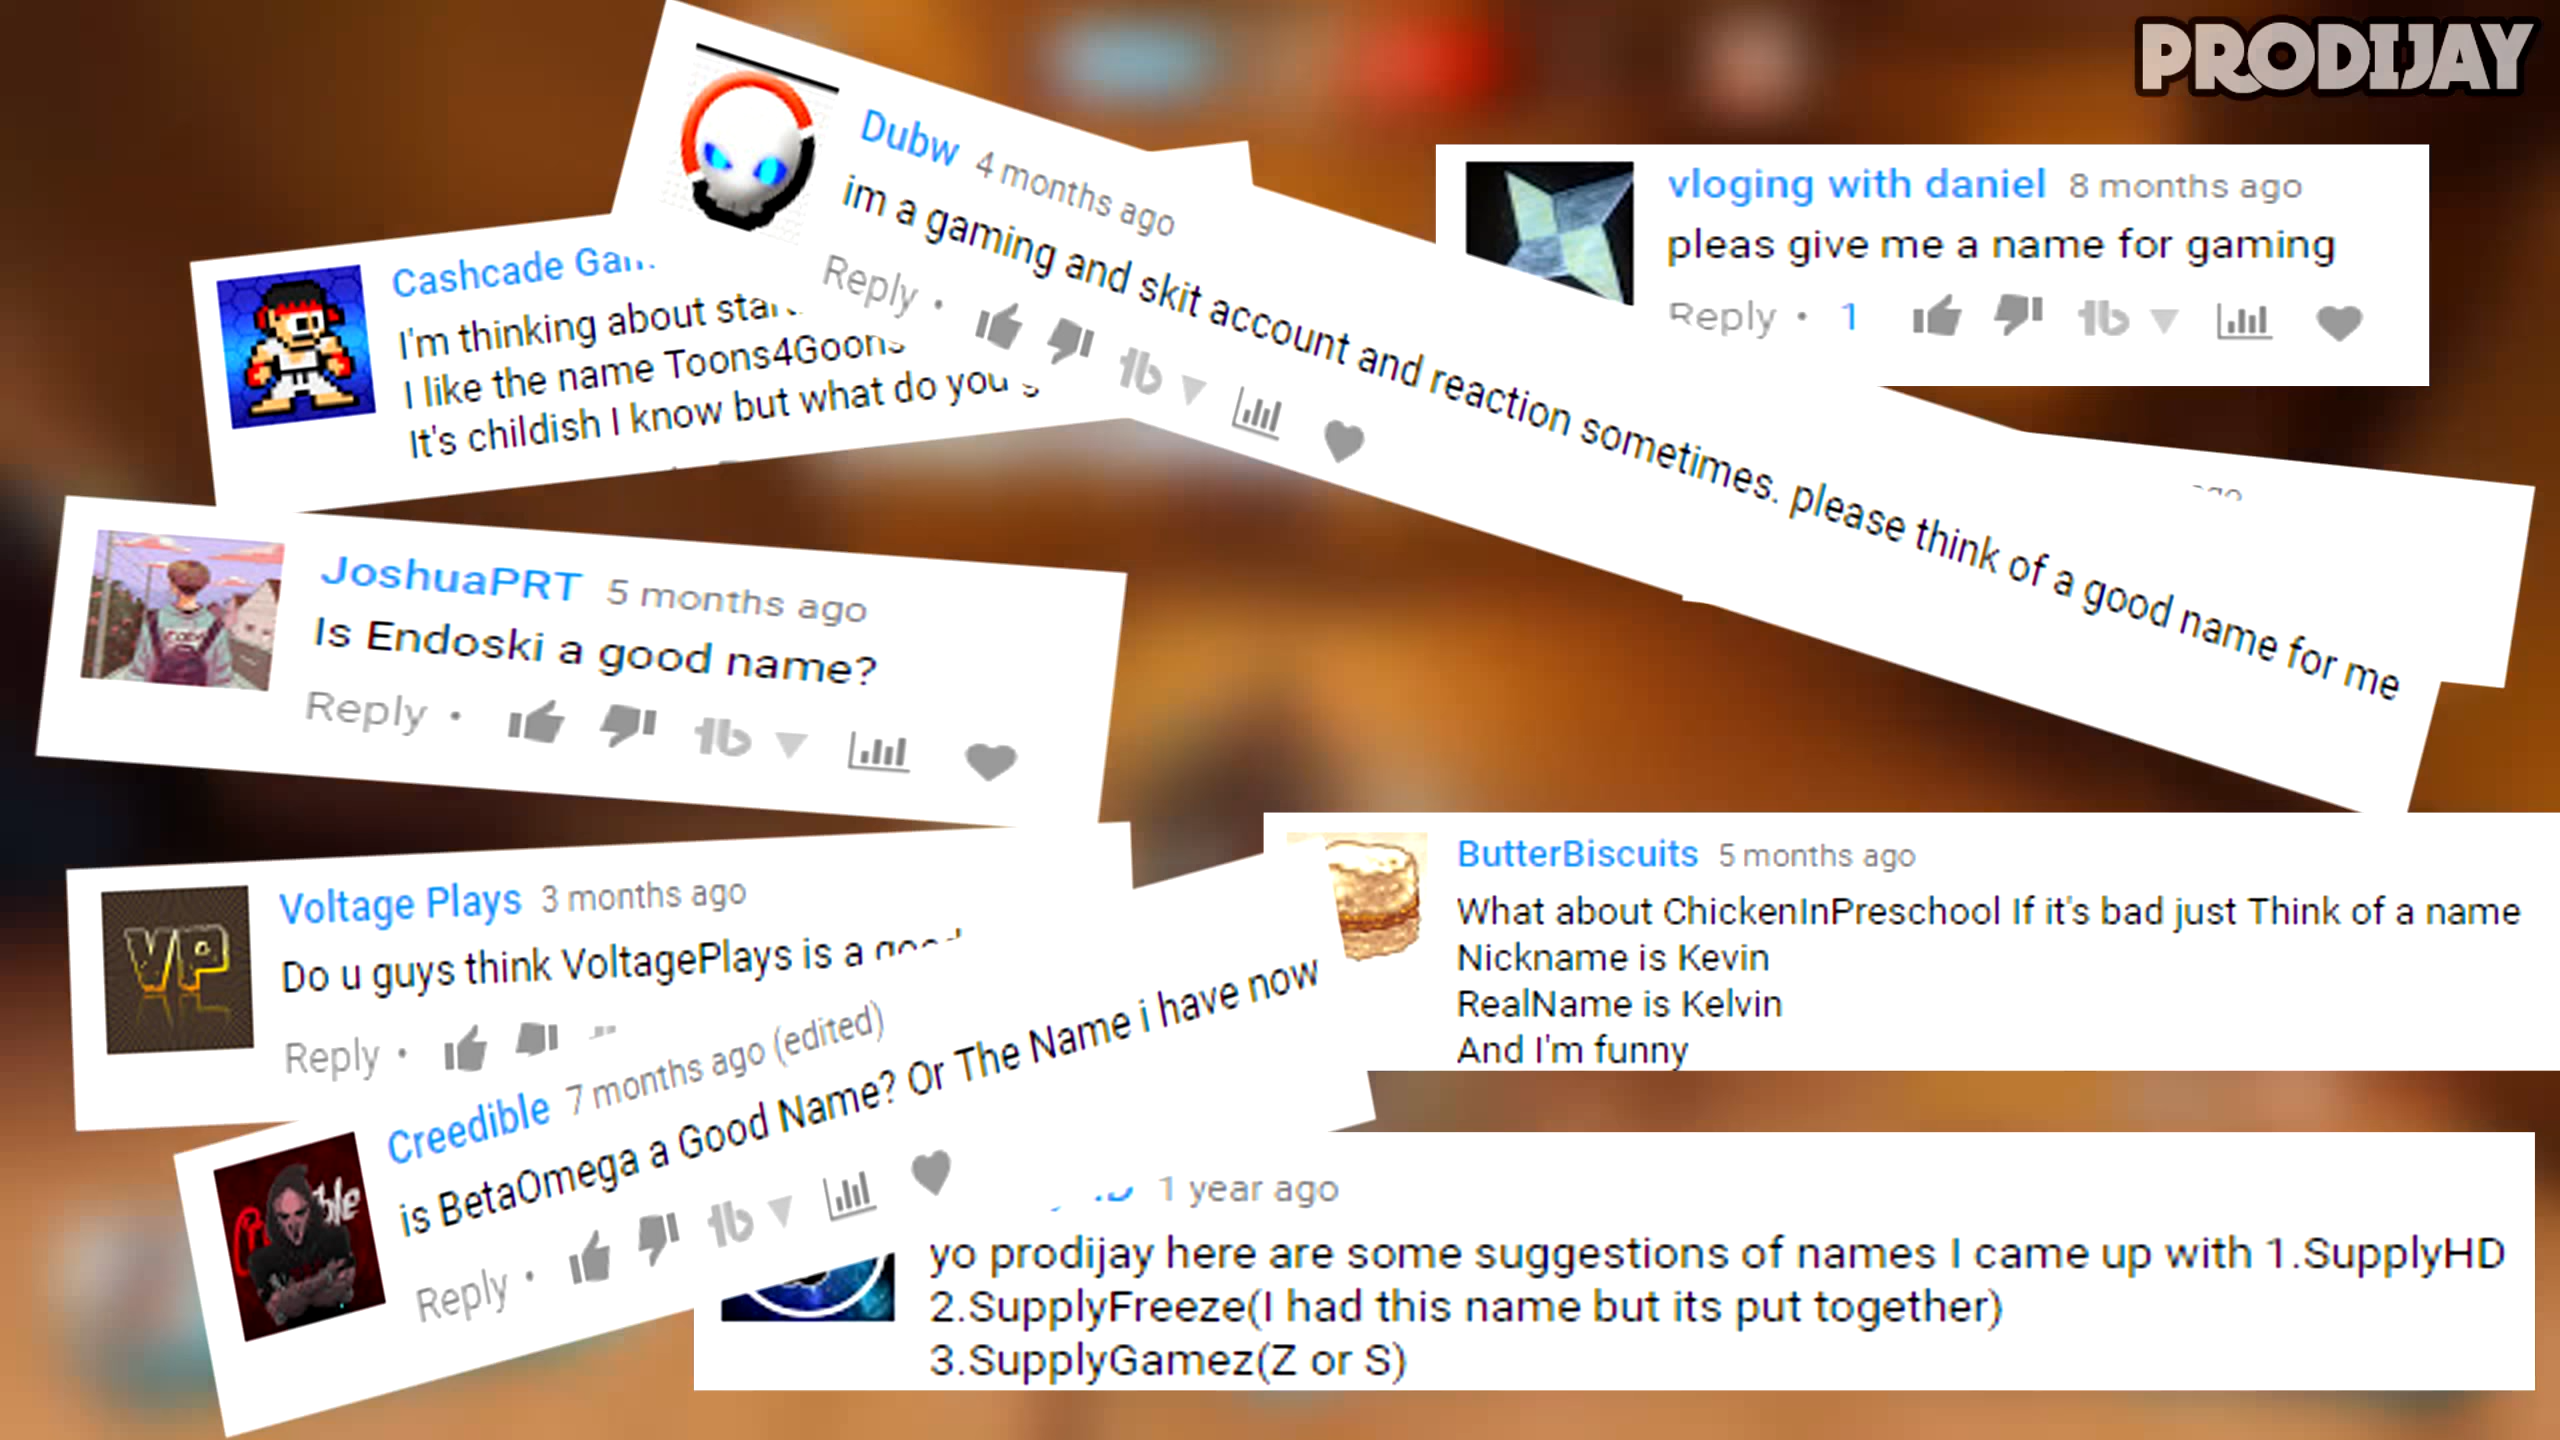 PRODIJAY
Dubw 4 months ago
im a gaming and skit account and reaction sometimes. please think of a good name for me
Reply
vloging with daniel 8 months ago
pleas give me a name for gaming
Reply • 1
Cashcade
I'm thinking about
I like the name Toons4Goons
It's childish I know but what do you
JoshuaPRT 5 months ago
Is Endoski a good name?
Reply •
Voltage Plays 3 months ago
Do u guys think VoltagePlays is a good
Reply •
ButterBiscuits 5 months ago
What about ChickenInPreschool If it's bad just Think of a name
Nickname is Kevin
RealName is Kelvin
And I'm funny
Creedible 7 months ago (edited)
is BetaOmega a Good Name? Or The Name i have now
Reply •
1 year ago
yo prodijay here are some suggestions of names I came up with 1.SupplyHD
2.SupplyFreeze(I had this name but its put together)
3.SupplyGamez(Z or S)